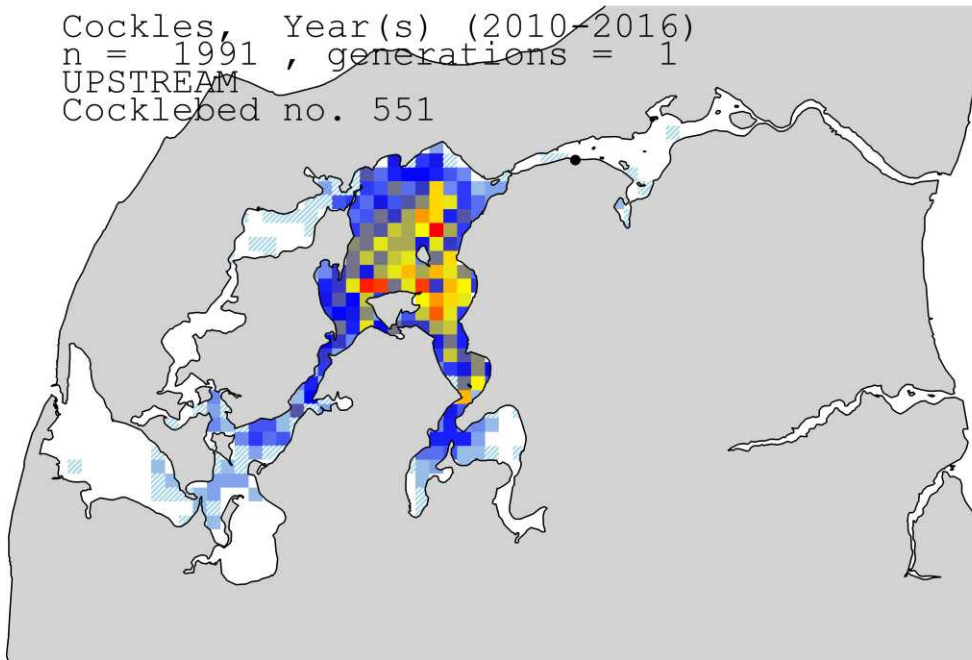 Cockles,  Year(s) (2010-2016)
n =  1991 , generations =  1
UPSTREAM
Cocklebed no. 551